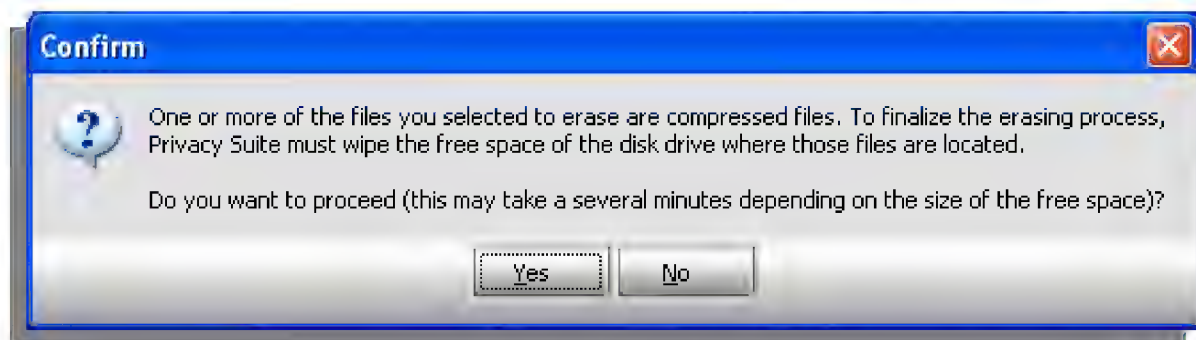 Confirm
One or more of the files you selected to erase are compressed files. To finalize the erasing process,
Privacy Suite must wipe the free space of the disk drive where those files are located.
Do you want to proceed (this may take a several minutes depending on the size of the free space)?
Yes No